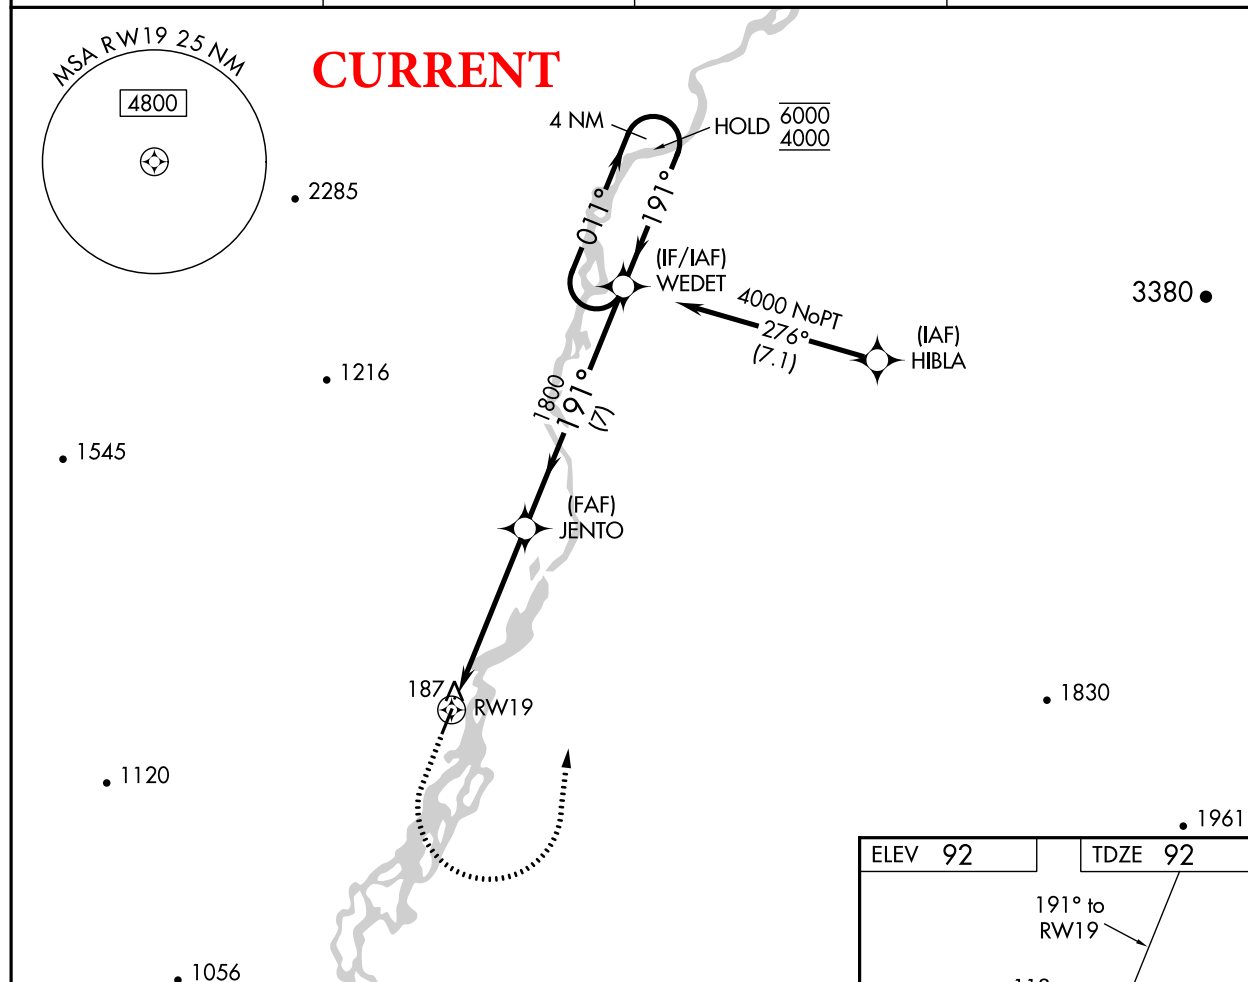 MSA RW19 25 NM
4800
CURRENT
4 NM
HOLD 6000
4000
2285
011°
191°
(IF/IAF)
WEDET
4000 NoPT
276°
(7.1)
(IAF)
HIBLA
3380
1216
1800
191°
(7)
1545
(FAF)
JENTO
187
RW19
1830
1120
1961
ELEV 92
TDZE 92
191° to
RW19
1056